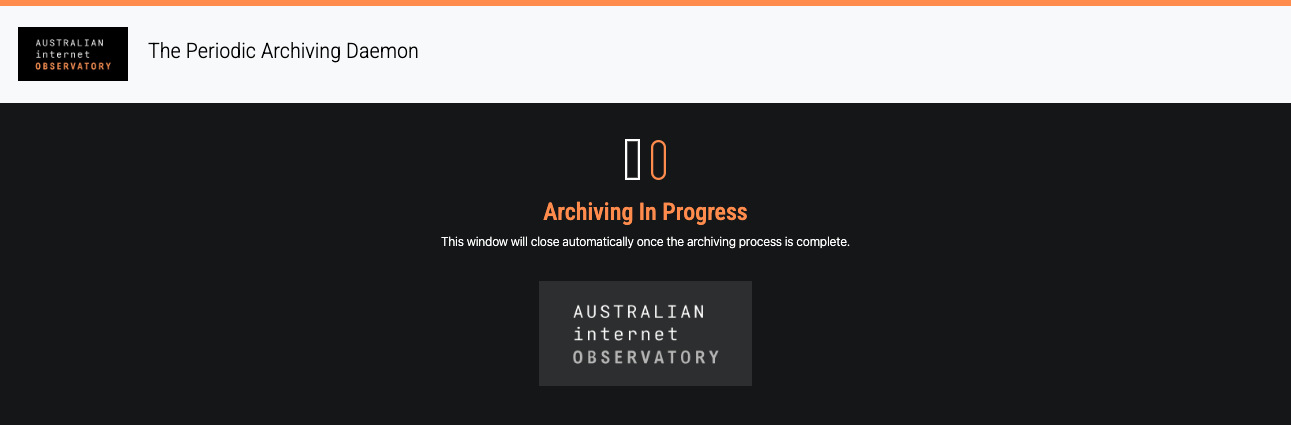 AUSTRALIAN
internet
OBSERVATORY
The Periodic Archiving Daemon
Archiving In Progress
This window will close automatically once the archiving process is complete.
AUSTRALIAN
internet
OBSERVATORY